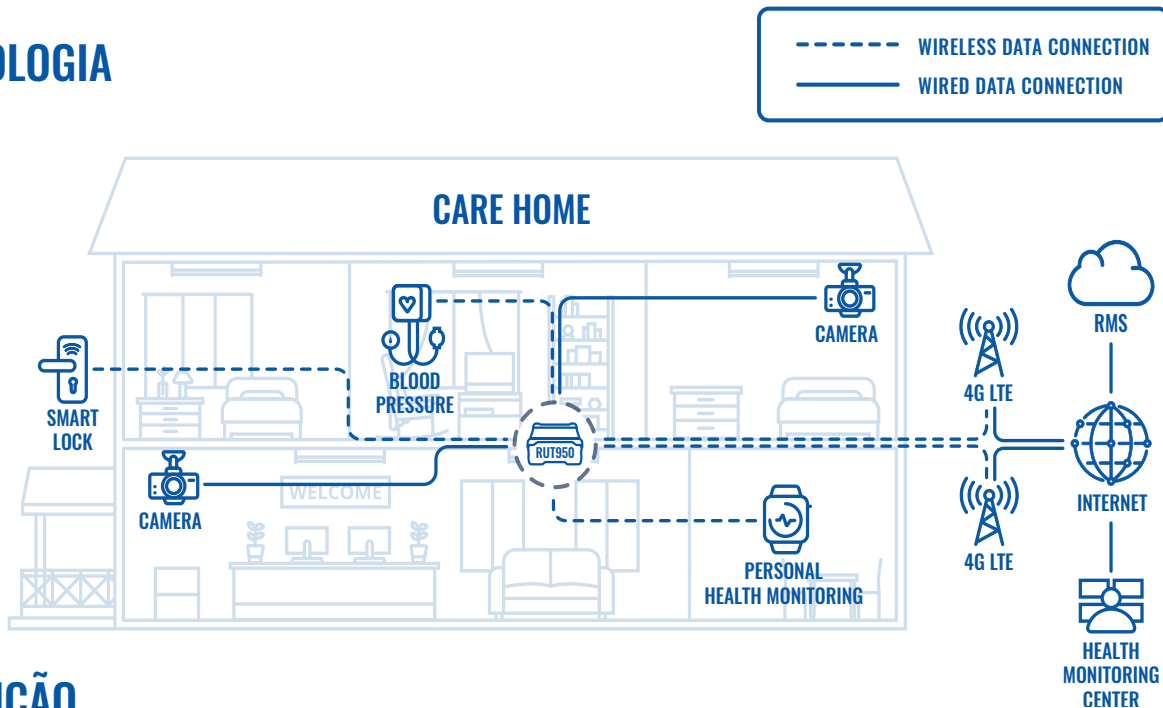 OLOGIA
WIRELESS DATA CONNECTION
WIRED DATA CONNECTION
CARE HOME
CAMERA
RMS
BLOOD
PRESSURE
4G LTE
SMART
LOCK
RUT950
WELCOME
CAMERA
INTERNET
4G LTE
PERSONAL
HEALTH MONITORING
HEALTH
MONITORING
CENTER
UÇÃO